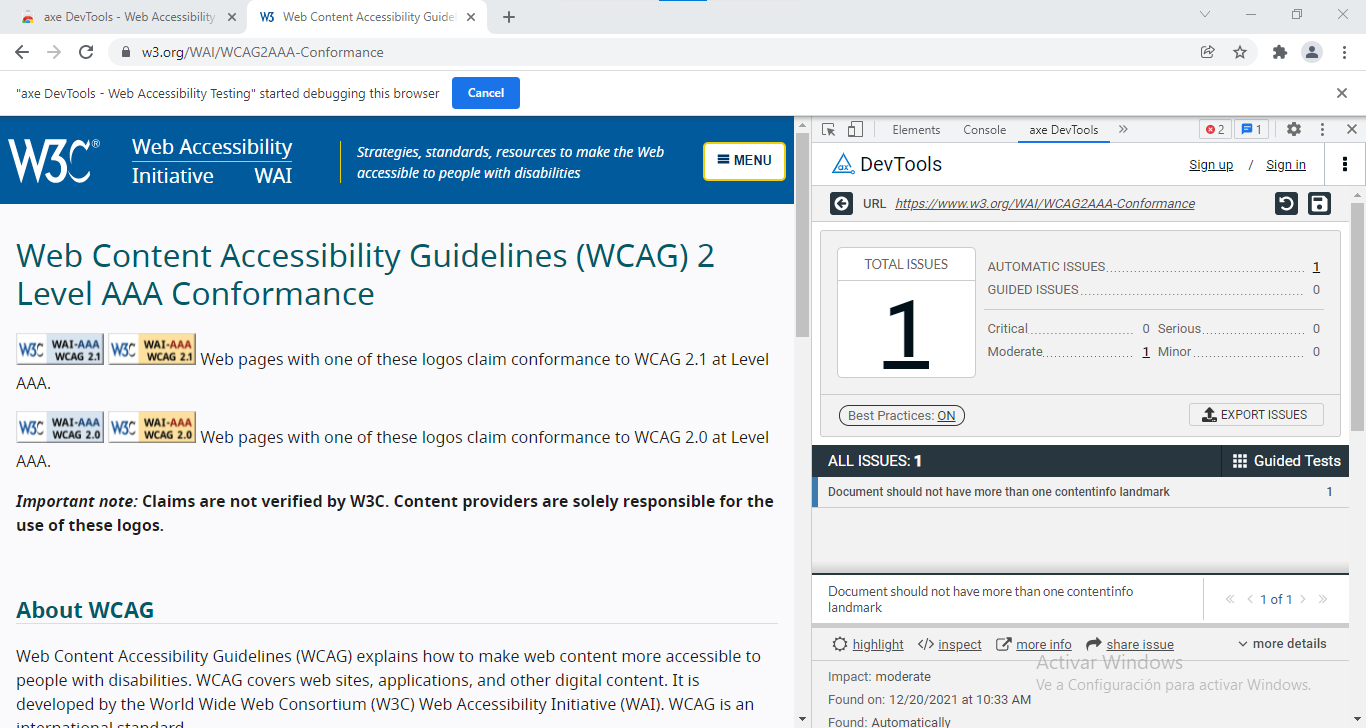 axe DevTools - Web Accessibility
Web Content Accessibility Guidel
w3.org/WAI/WCAG2AAA-Conformance
"axe DevTools - Web Accessibility Testing" started debugging this browser
Cancel
W3C®
Web Accessibility
Initiative WAI
Strategies, standards, resources to make the Web
accessible to people with disabilities
MENU
Web Content Accessibility Guidelines (WCAG) 2
Level AAA Conformance
W3C WAI-AAA WCAG 2.1 W3C WAI-AAA WCAG 2.1 Web pages with one of these logos claim conformance to WCAG 2.1 at Level
AAA.
W3C WAI-AAA WCAG 2.0 W3C WAI-AAA WCAG 2.0 Web pages with one of these logos claim conformance to WCAG 2.0 at Level
AAA.
Important note: Claims are not verified by W3C. Content providers are solely responsible for the
use of these logos.
About WCAG
Web Content Accessibility Guidelines (WCAG) explains how to make web content more accessible to
people with disabilities. WCAG covers web sites, applications, and other digital content. It is
developed by the World Wide Web Consortium (W3C) Web Accessibility Initiative (WAI). WCAG is an
international standard.
Elements Console axe DevTools » 2 1
ax DevTools
Sign up / Sign in
URL https://www.w3.org/WAI/WCAG2AAA-Conformance
TOTAL ISSUES
1
AUTOMATIC ISSUES 1
GUIDED ISSUES 0
Critical 0 Serious 0
Moderate 1 Minor 0
Best Practices: ON
EXPORT ISSUES
ALL ISSUES: 1
Guided Tests
Document should not have more than one contentinfo landmark 1
Document should not have more than one contentinfo
landmark
« < 1 of 1 > »
highlight </> inspect more info share issue more details
Impact: moderate
Found on: 12/20/2021 at 10:33 AM
Found: Automatically
Activar Windows
Ve a Configuración para activar Windows.